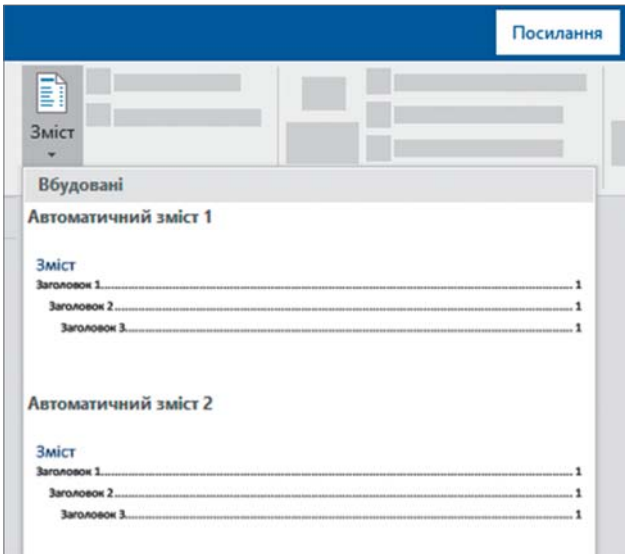 Посилання
Зміст
Вбудовані
Автоматичний зміст 1
Зміст
Заголовок 1 1
Заголовок 2 1
Заголовок 3 1
Автоматичний зміст 2
Зміст
Заголовок 1 1
Заголовок 2 1
Заголовок 3 1